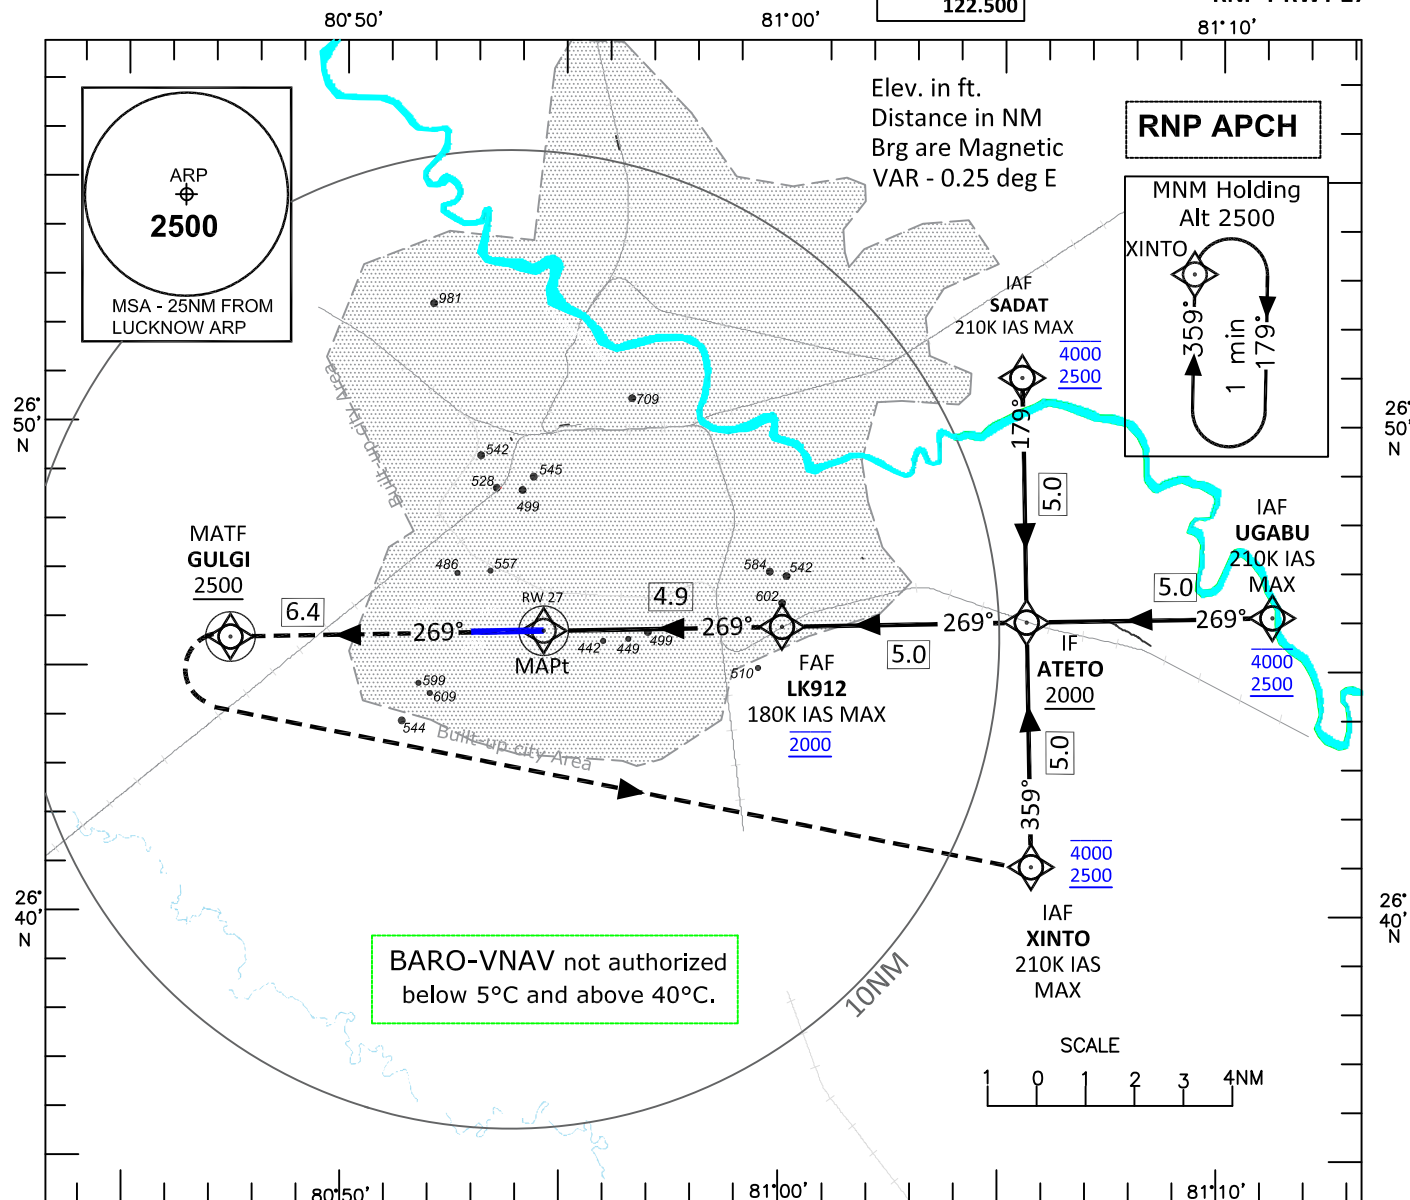 80°50'
81°00'
122.500
81°10'
Elev. in ft.
Distance in NM
Brg are Magnetic
VAR - 0.25 deg E
RNP APCH
ARP
2500
MSA - 25NM FROM
LUCKNOW ARP
MNM Holding
Alt 2500
XINTO
359°
1 min
179°
981
IAF
SADAT
210K IAS MAX
4000
2500
179°
5.0
Built-up city Area
709
26°
50'
N
26°
50'
N
542
545
528
499
IAF
UGABU
210K IAS
MAX
5.0
269°
4000
2500
MATF
GULGI
2500
486
557
584
542
602
RW 27
6.4
4.9
269°
269°
269°
MAPt
442
449
499
510
5.0
FAF
LK912
180K IAS MAX
2000
IF
ATETO
2000
599
609
544
Built-up city Area
5.0
359°
4000
2500
IAF
XINTO
210K IAS
MAX
26°
40'
N
26°
40'
N
BARO-VNAV not authorized
below 5°C and above 40°C.
10NM
SCALE
1 0 1 2 3 4NM
80°50'
81°00'
81°10'